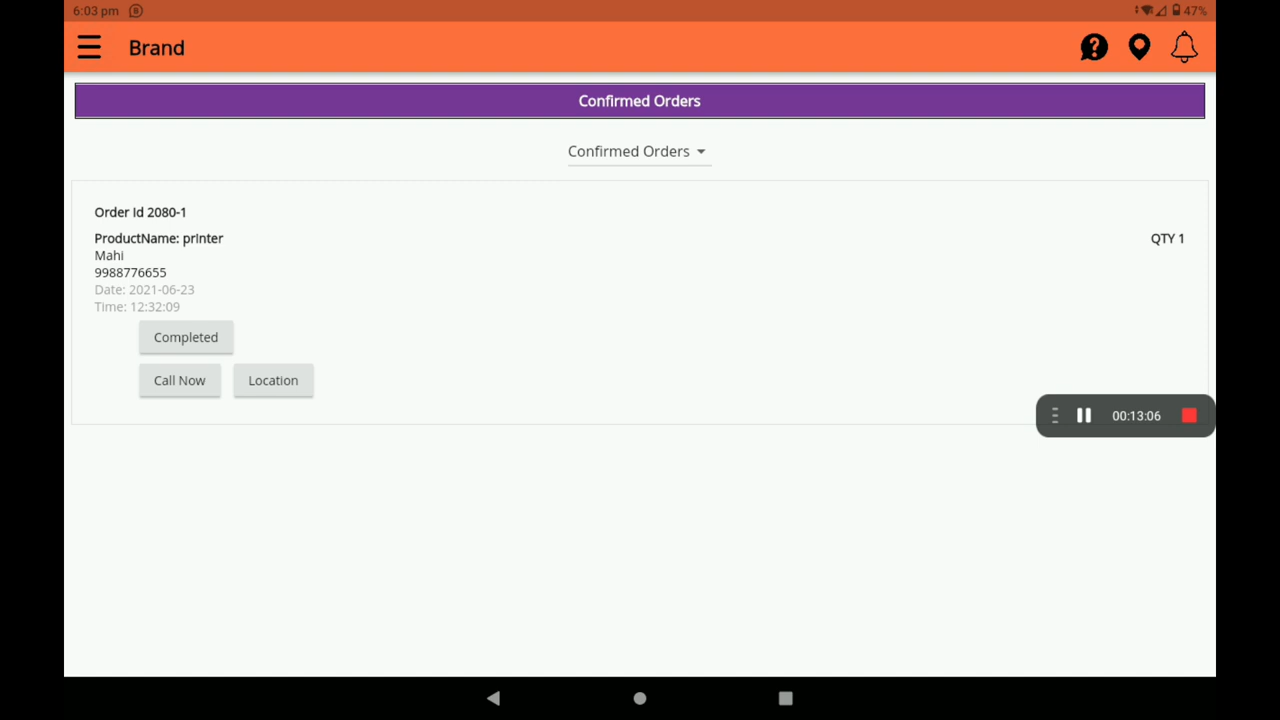 6:03 pm
47%
Brand
Confirmed Orders
Confirmed Orders
Order Id 2080-1
ProductName: prInter
QTY 1
Mahi
9988776655
Date: 2021-06-23
Time: 12:32:09
Completed
Call Now
Location
00:13:06